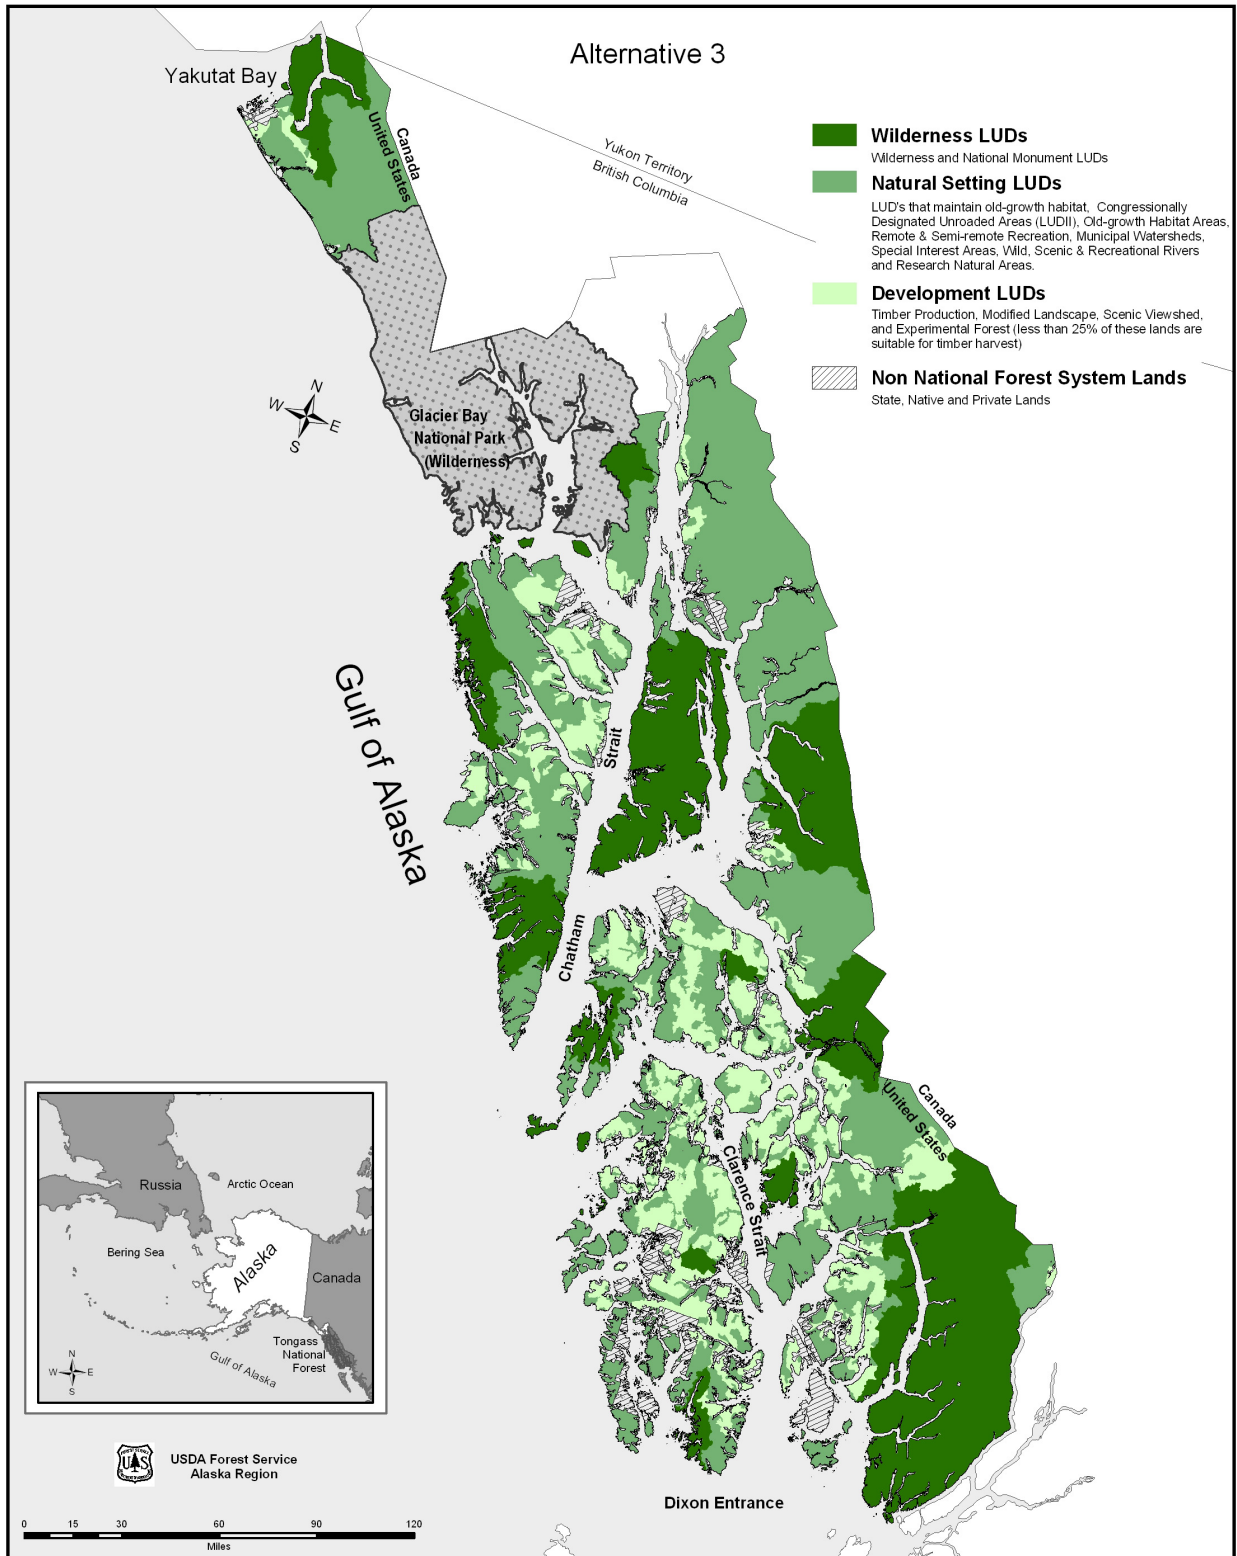 Alternative 3
Yakutat Bay
Canada
United States
Yukon Territory
British Columbia
Wilderness LUDs
Wilderness and National Monument LUDs
Natural Setting LUDs
LUD's that maintain old-growth habitat, Congressionally
Designated Unroaded Areas (LUDII), Old-growth Habitat Areas,
Remote & Semi-remote Recreation, Municipal Watersheds,
Special Interest Areas, Wild, Scenic & Recreational Rivers
and Research Natural Areas.
Development LUDs
Timber Production, Modified Landscape, Scenic Viewshed,
and Experimental Forest (less than 25% of these lands are
suitable for timber harvest)
Non National Forest System Lands
State, Native and Private Lands
N
W
E
S
Glacier Bay
National Park
(Wilderness)
Gulf of Alaska
Strait
Chatham
Canada
United States
Clarence Strait
Dixon Entrance
Russia
Arctic Ocean
Bering Sea
Alaska
Canada
Tongass
National
Forest
Gulf of Alaska
N
W
E
S
U S
USDA Forest Service
Alaska Region
0 15 30 60 90 120
Miles